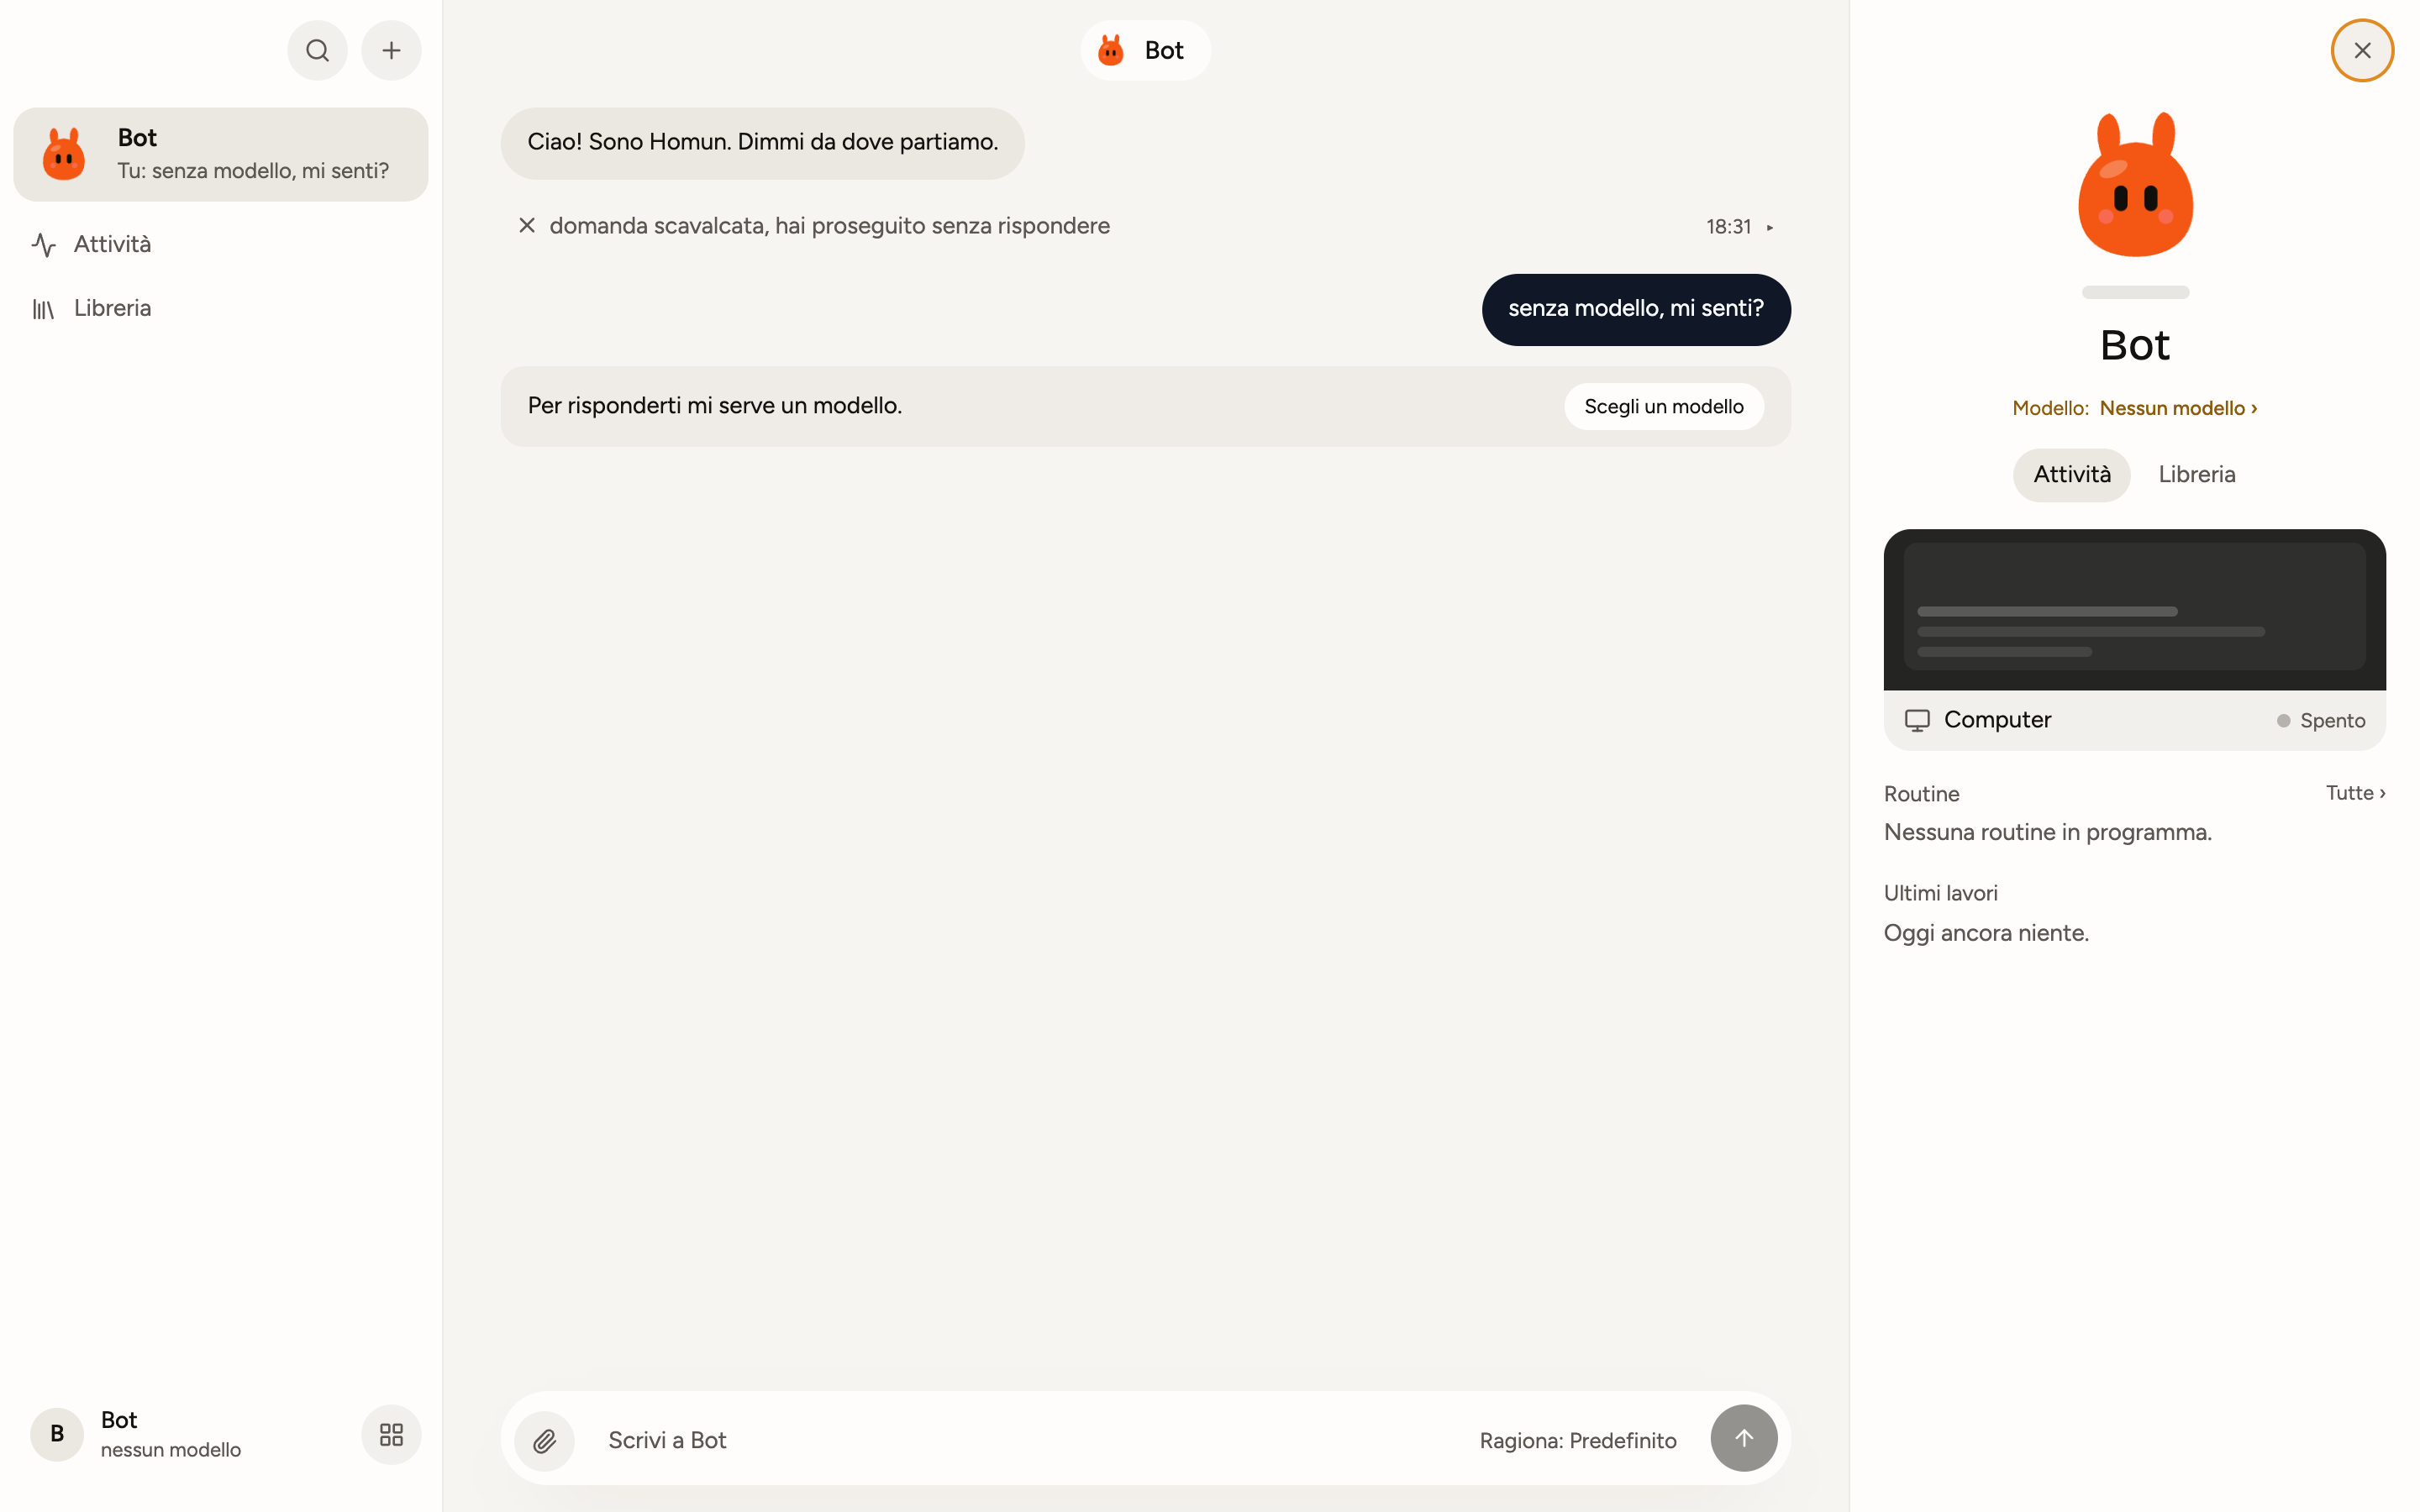 Bot
Tu: senza modello, mi senti?
Attività
Libreria
B
Bot
nessun modello
Bot
Ciao! Sono Homun. Dimmi da dove partiamo.
domanda scavalcata, hai proseguito senza rispondere 18:31
senza modello, mi senti?
Per risponderti mi serve un modello. Scegli un modello
Scrivi a Bot Ragiona: Predefinito
Bot
Modello: Nessun modello ›
Attività Libreria
Computer Spento
Routine Tutte ›
Nessuna routine in programma.
Ultimi lavori
Oggi ancora niente.